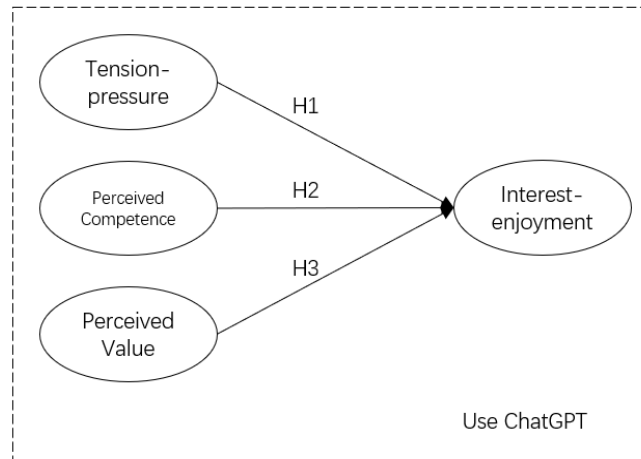 Tension-
pressure
H1
Perceived
Competence
H2
Interest-
enjoyment
H3
Perceived
Value
Use ChatGPT